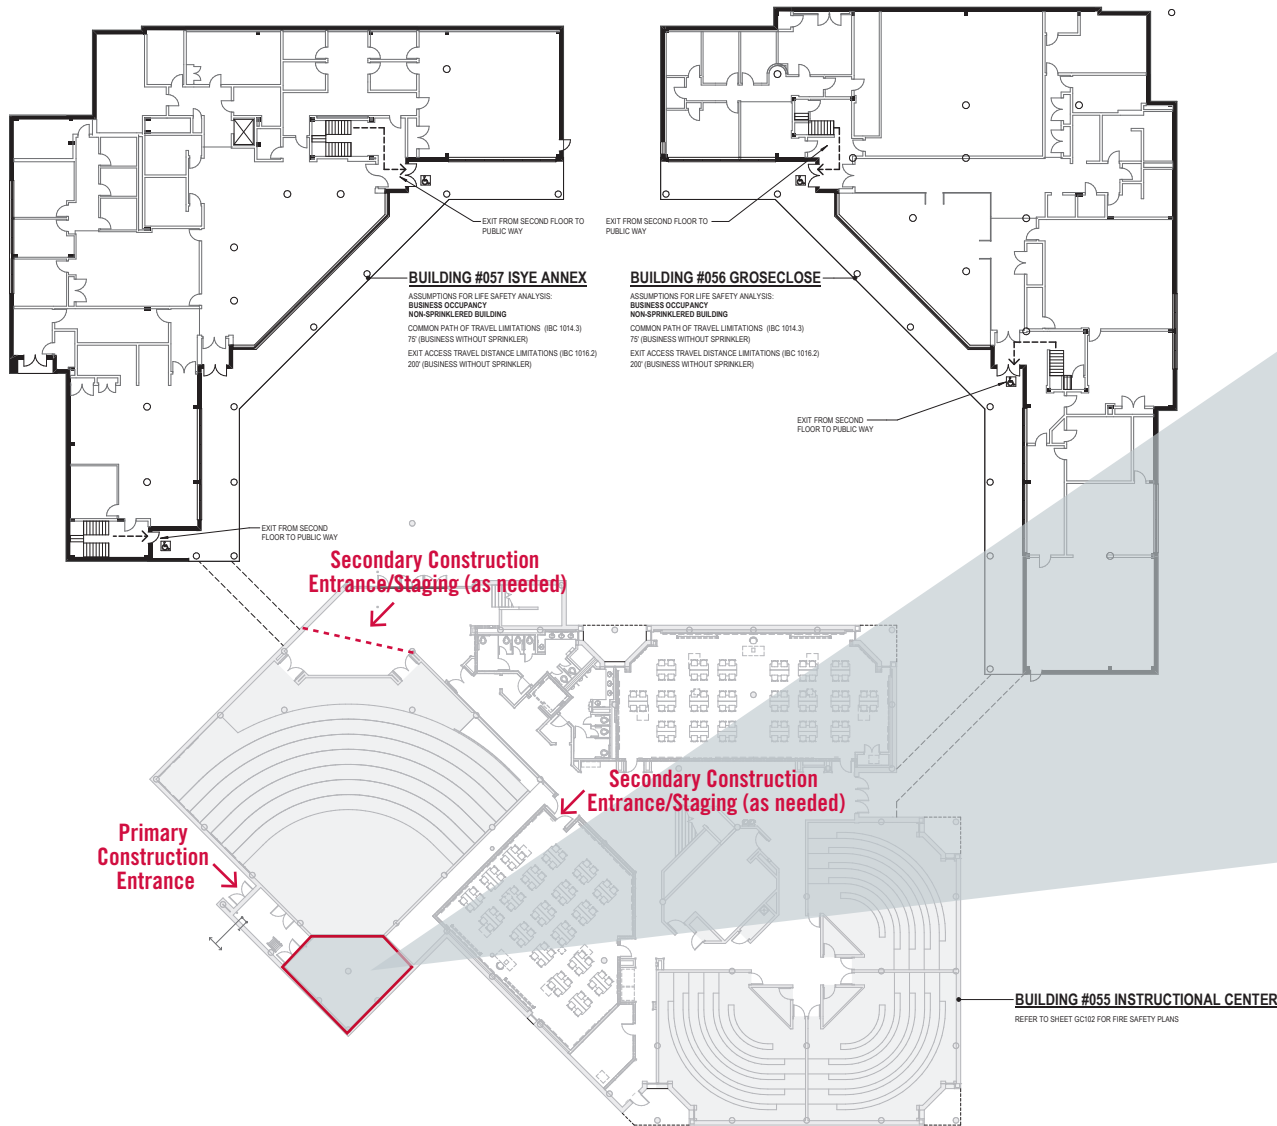 EXIT FROM SECOND FLOOR TO
PUBLIC WAY
EXIT FROM SECOND FLOOR TO
PUBLIC WAY
BUILDING #057 ISYE ANNEX
ASSUMPTIONS FOR LIFE SAFETY ANALYSIS:
BUSINESS OCCUPANCY
NON-SPRINKLERED BUILDING
COMMON PATH OF TRAVEL LIMITATIONS (IBC 1014.3)
75' (BUSINESS WITHOUT SPRINKLER)
EXIT ACCESS TRAVEL DISTANCE LIMITATIONS (IBC 1016.2)
200' (BUSINESS WITHOUT SPRINKLER)
BUILDING #056 GROSECLOSE
ASSUMPTIONS FOR LIFE SAFETY ANALYSIS:
BUSINESS OCCUPANCY
NON-SPRINKLERED BUILDING
COMMON PATH OF TRAVEL LIMITATIONS (IBC 1014.3)
75' (BUSINESS WITHOUT SPRINKLER)
EXIT ACCESS TRAVEL DISTANCE LIMITATIONS (IBC 1016.2)
200' (BUSINESS WITHOUT SPRINKLER)
EXIT FROM SECOND
FLOOR TO PUBLIC WAY
EXIT FROM SECOND
FLOOR TO PUBLIC WAY
Secondary Construction
Entrance/Staging (as needed)
Secondary Construction
Entrance/Staging (as needed)
Primary
Construction
Entrance
BUILDING #055 INSTRUCTIONAL CENTER
REFER TO SHEET GC102 FOR FIRE SAFETY PLANS